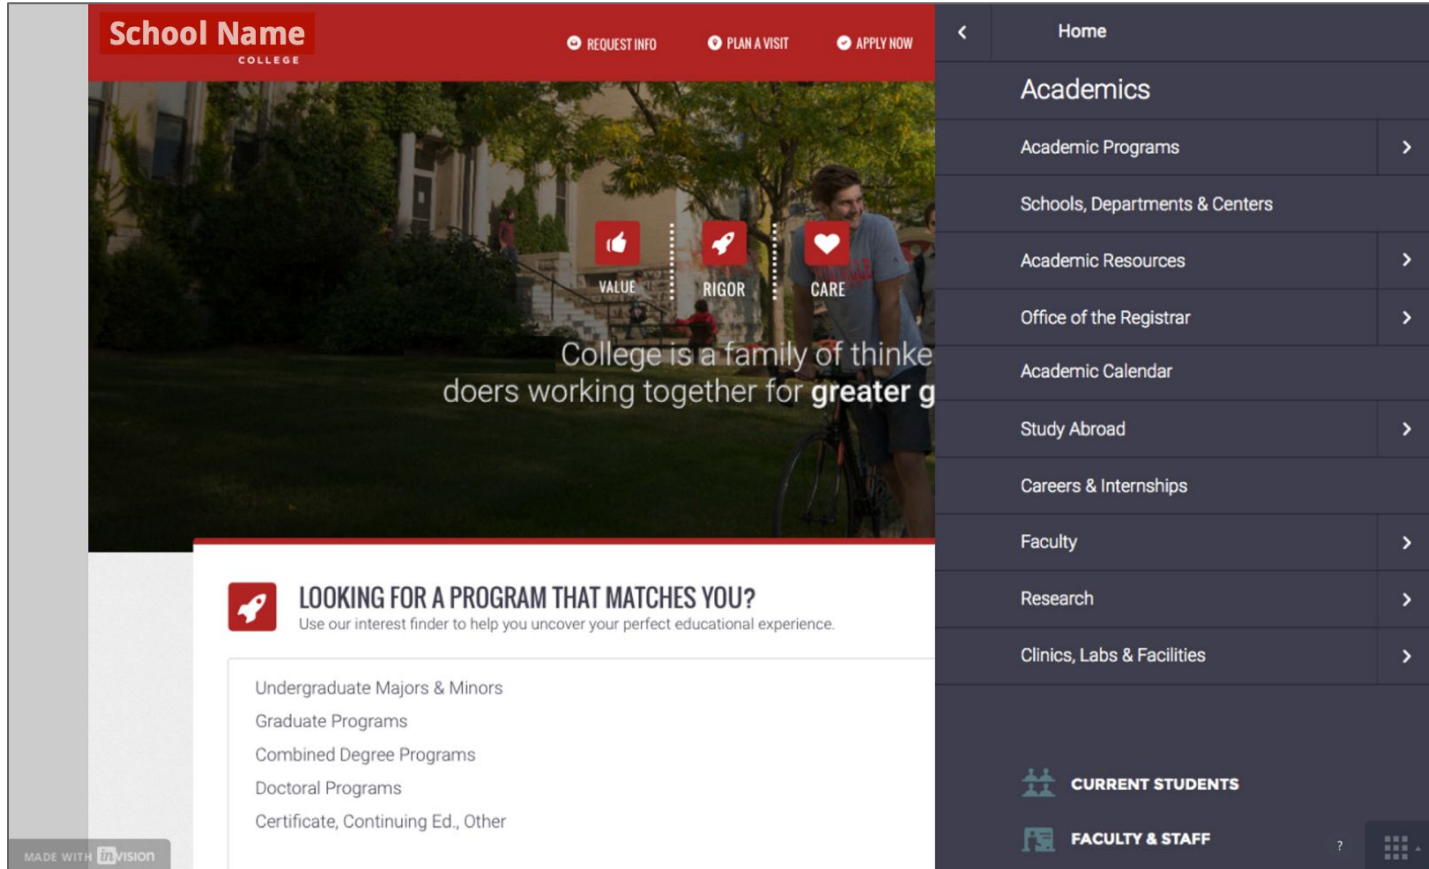 School Name
COLLEGE
REQUEST INFO
PLAN A VISIT
APPLY NOW
VALUE
RIGOR
CARE
College is a family of thinke
doers working together for greater g
LOOKING FOR A PROGRAM THAT MATCHES YOU?
Use our interest finder to help you uncover your perfect educational experience.
Undergraduate Majors & Minors
Graduate Programs
Combined Degree Programs
Doctoral Programs
Certificate, Continuing Ed., Other
MADE WITH invision
Home
Academics
Academic Programs
Schools, Departments & Centers
Academic Resources
Office of the Registrar
Academic Calendar
Study Abroad
Careers & Internships
Faculty
Research
Clinics, Labs & Facilities
CURRENT STUDENTS
FACULTY & STAFF
?